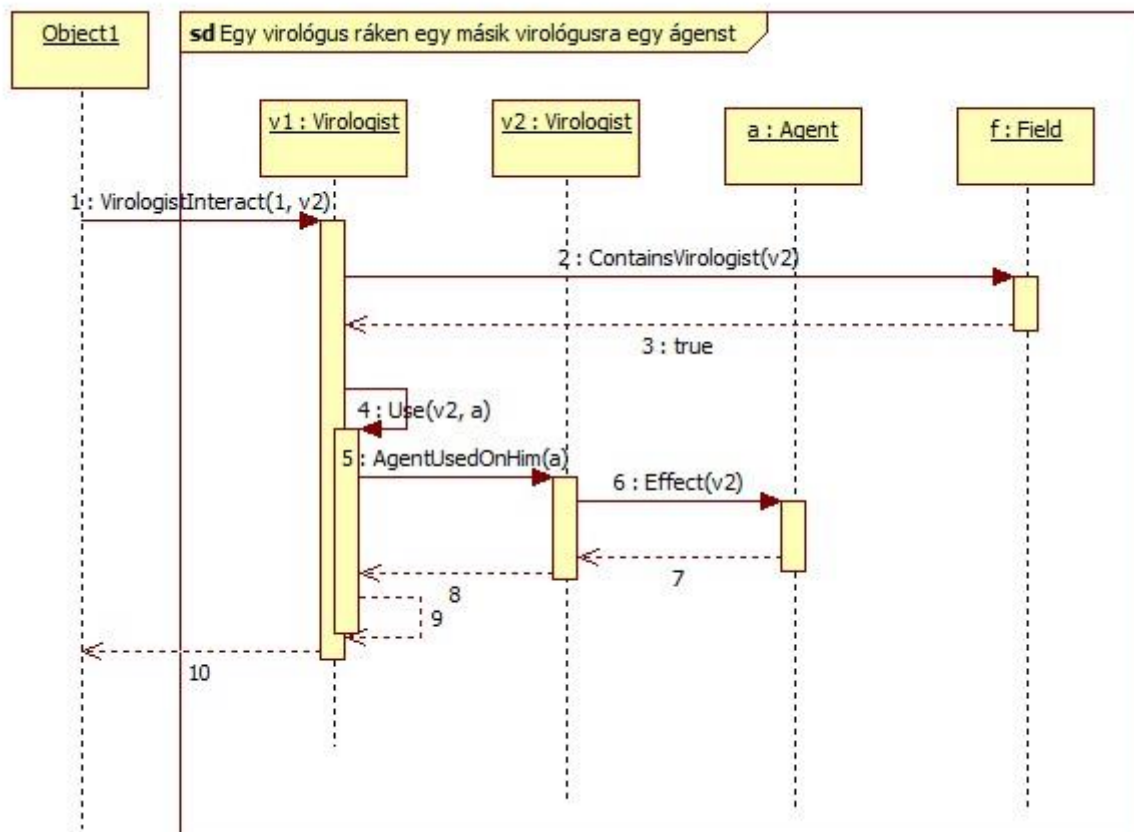 Object1
sd Egy virológus ráken egy másik virológusra egy ágenst
v1 : Virologist
v2 : Virologist
a : Agent
f : Field
1 : VirologistInteract(1, v2)
2 : ContainsVirologist(v2)
3 : true
4 : Use(v2, a)
5 : AgentUsedOnHim(a)
6 : Effect(v2)
7
8
9
10